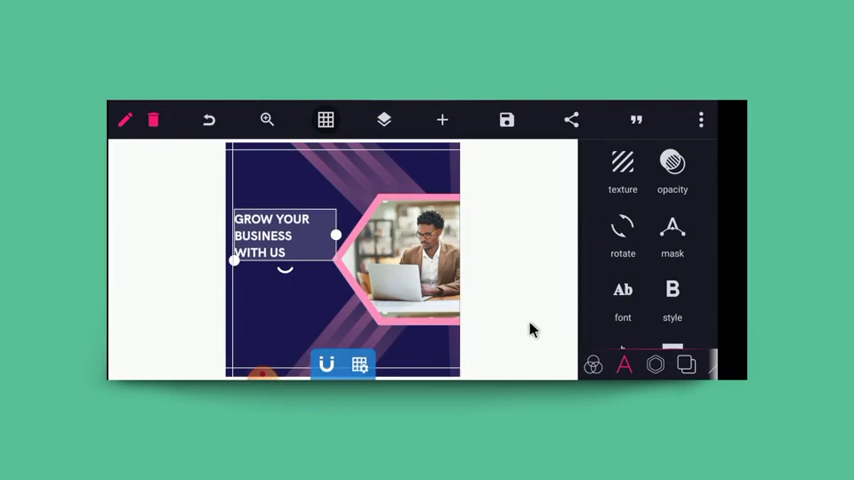 GROW YOUR
BUSINESS
WITH US
texture opacity
rotate mask
Ab B
font style